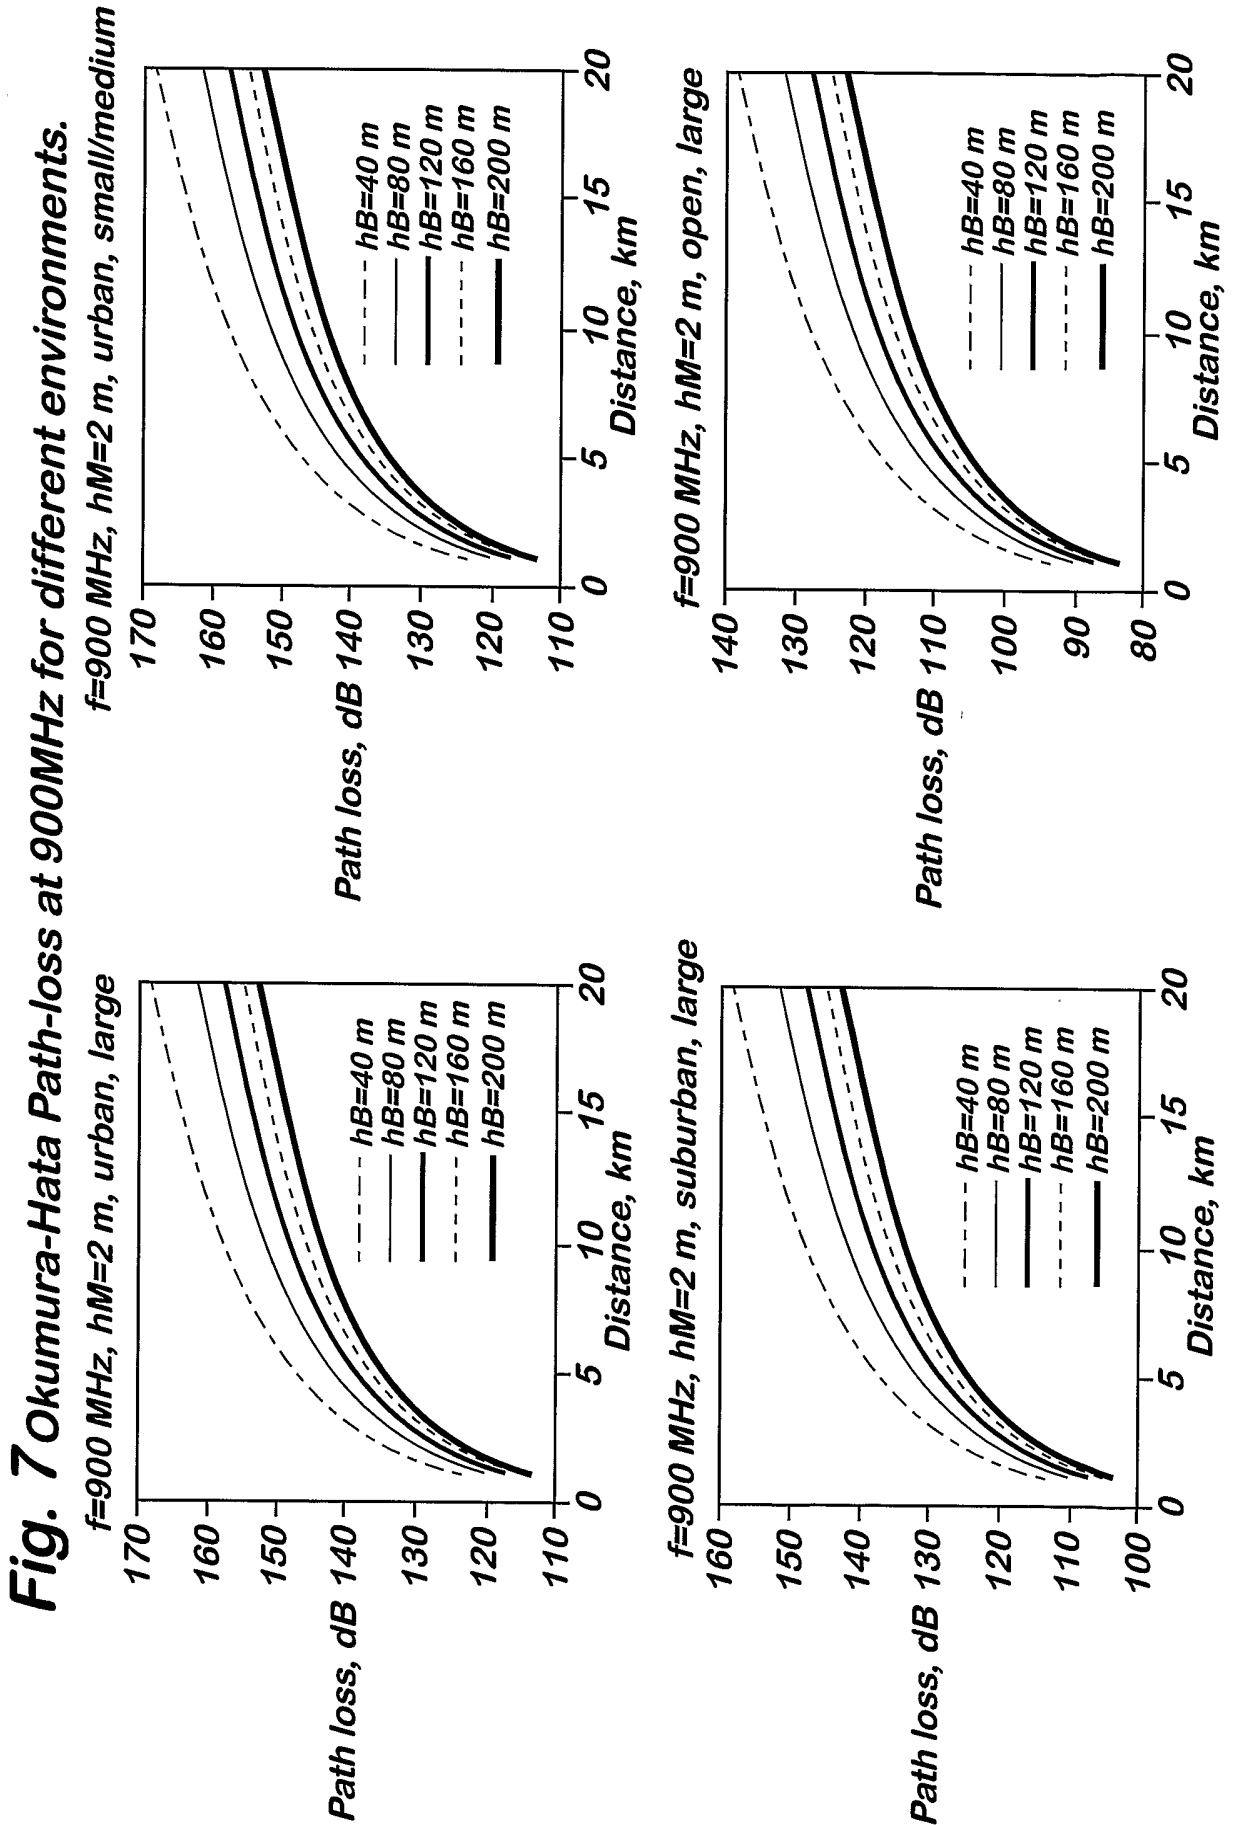 Fig. 7 Okumura-Hata Path-loss at 900MHz for different environments.
f=900 MHz, hM=2 m, urban, large
170
160
150
Path loss, dB 140
130
120
110
0 5 10 15 20
Distance, km
hB=40 m
hB=80 m
hB=120 m
hB=160 m
hB=200 m
f=900 MHz, hM=2 m, urban, small/medium
170
160
150
Path loss, dB 140
130
120
110
0 5 10 15 20
Distance, km
hB=40 m
hB=80 m
hB=120 m
hB=160 m
hB=200 m
f=900 MHz, hM=2 m, suburban, large
160
150
140
Path loss, dB 130
120
110
100
0 5 10 15 20
Distance, km
hB=40 m
hB=80 m
hB=120 m
hB=160 m
hB=200 m
f=900 MHz, hM=2 m, open, large
140
130
120
Path loss, dB 110
100
90
80
0 5 10 15 20
Distance, km
hB=40 m
hB=80 m
hB=120 m
hB=160 m
hB=200 m